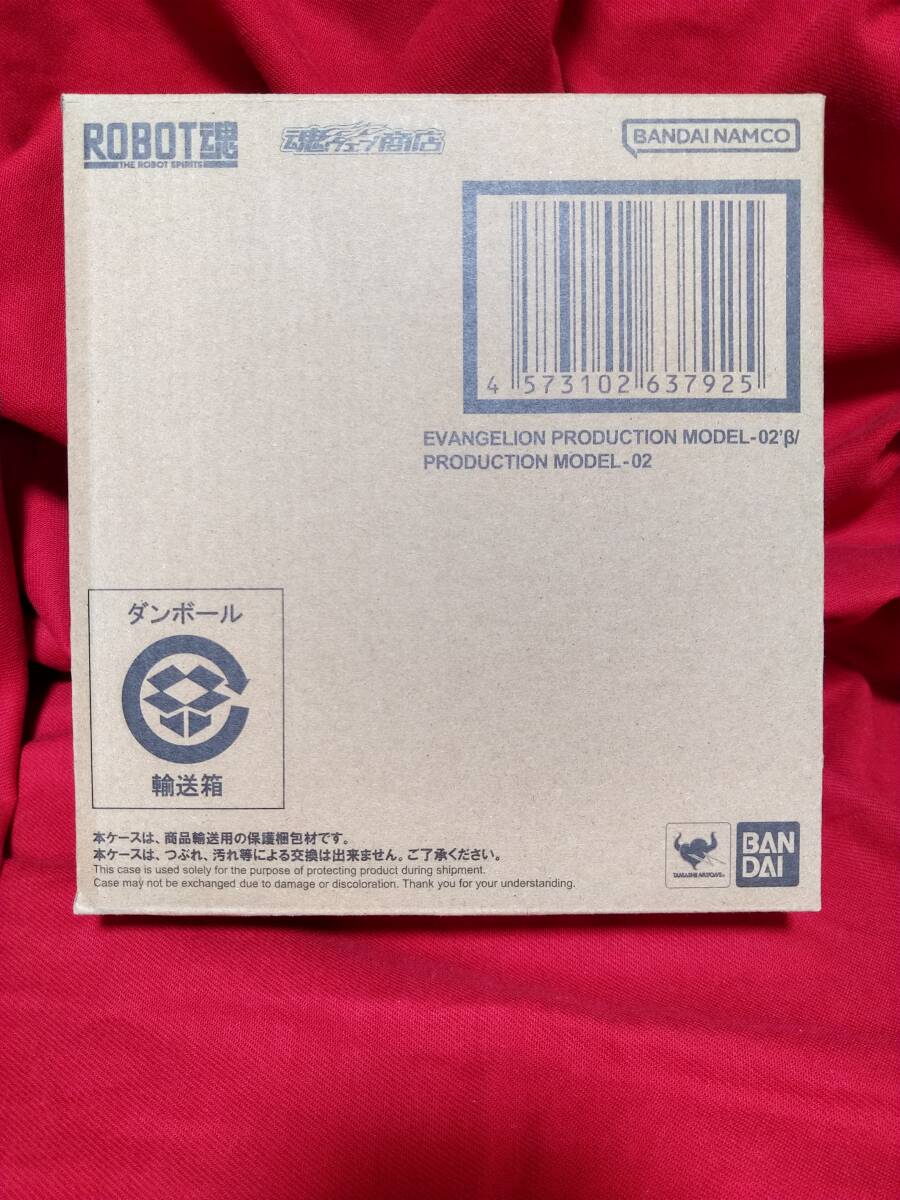 ROBOT魂
THE ROBOT SPIRITS
魂ウェブ商店
BANDAI NAMCO
4 573102 637925
EVANGELION PRODUCTION MODEL-02'β/
PRODUCTION MODEL-02
ダンボール
輸送箱
本ケースは、商品輸送用の保護梱包材です。
本ケースは、つぶれ、汚れ等による交換は出来ません。ご了承ください。
This case is used solely for the purpose of protecting product during shipment.
Case may not be exchanged due to damage or discoloration. Thank you for your understanding.
TAMASHII NATIONS
BAN
DAI